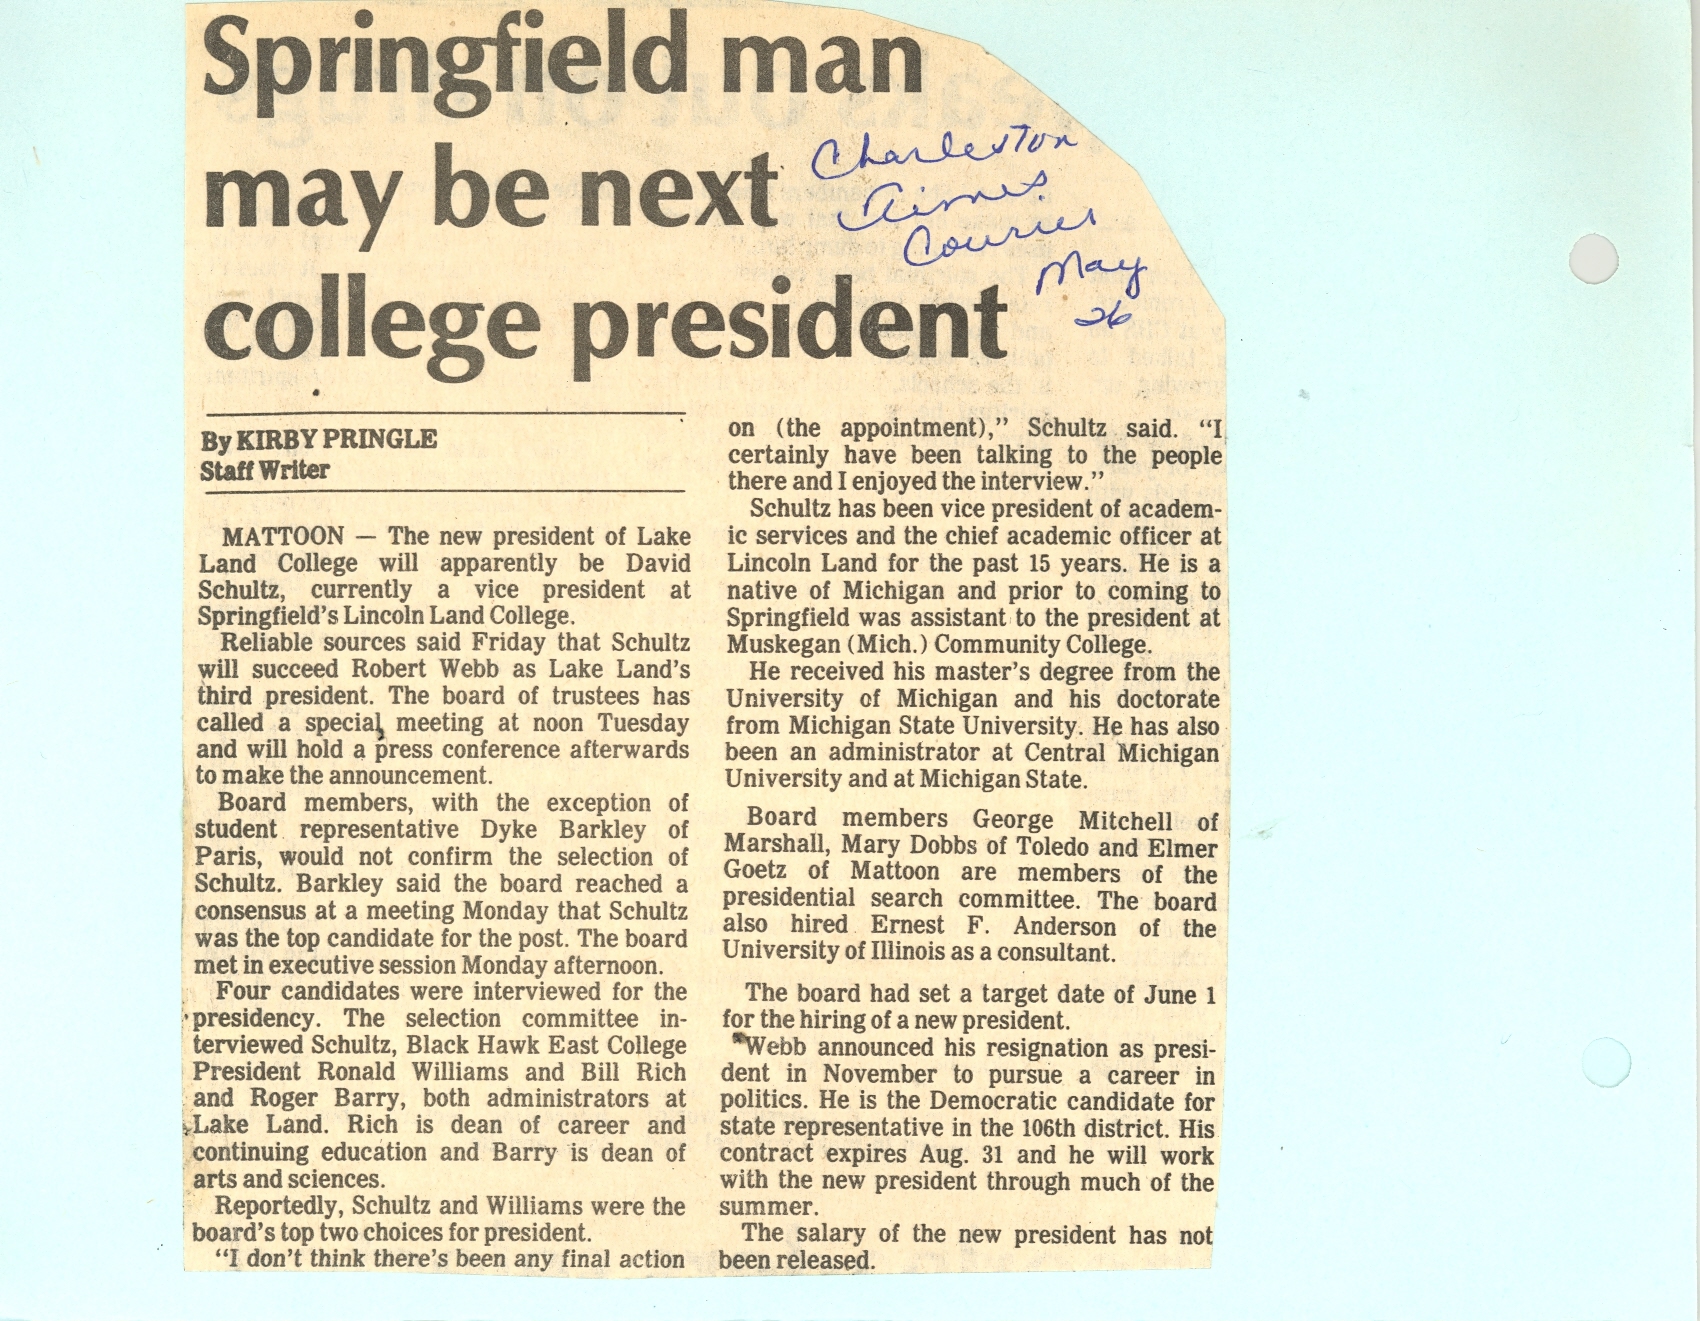 Springfield man
may be next
college president
Charleston
Times
Courier
May
26
By KIRBY PRINGLE
Staff Writer
MATTOON — The new president of Lake
Land College will apparently be David
Schultz, currently a vice president at
Springfield's Lincoln Land College.
Reliable sources said Friday that Schultz
will succeed Robert Webb as Lake Land's
third president. The board of trustees has
called a special meeting at noon Tuesday
and will hold a press conference afterwards
to make the announcement.
Board members, with the exception of
student representative Dyke Barkley of
Paris, would not confirm the selection of
Schultz. Barkley said the board reached a
consensus at a meeting Monday that Schultz
was the top candidate for the post. The board
met in executive session Monday afternoon.
Four candidates were interviewed for the
presidency. The selection committee in-
terviewed Schultz, Black Hawk East College
President Ronald Williams and Bill Rich
and Roger Barry, both administrators at
Lake Land. Rich is dean of career and
continuing education and Barry is dean of
arts and sciences.
Reportedly, Schultz and Williams were the
board's top two choices for president.
"I don't think there's been any final action
on (the appointment)," Schultz said. "I
certainly have been talking to the people
there and I enjoyed the interview."
Schultz has been vice president of academ-
ic services and the chief academic officer at
Lincoln Land for the past 15 years. He is a
native of Michigan and prior to coming to
Springfield was assistant to the president at
Muskegan (Mich.) Community College.
He received his master's degree from the
University of Michigan and his doctorate
from Michigan State University. He has also
been an administrator at Central Michigan
University and at Michigan State.
Board members George Mitchell of
Marshall, Mary Dobbs of Toledo and Elmer
Goetz of Mattoon are members of the
presidential search committee. The board
also hired Ernest F. Anderson of the
University of Illinois as a consultant.
The board had set a target date of June 1
for the hiring of a new president.
Webb announced his resignation as presi-
dent in November to pursue a career in
politics. He is the Democratic candidate for
state representative in the 106th district. His
contract expires Aug. 31 and he will work
with the new president through much of the
summer.
The salary of the new president has not
been released.